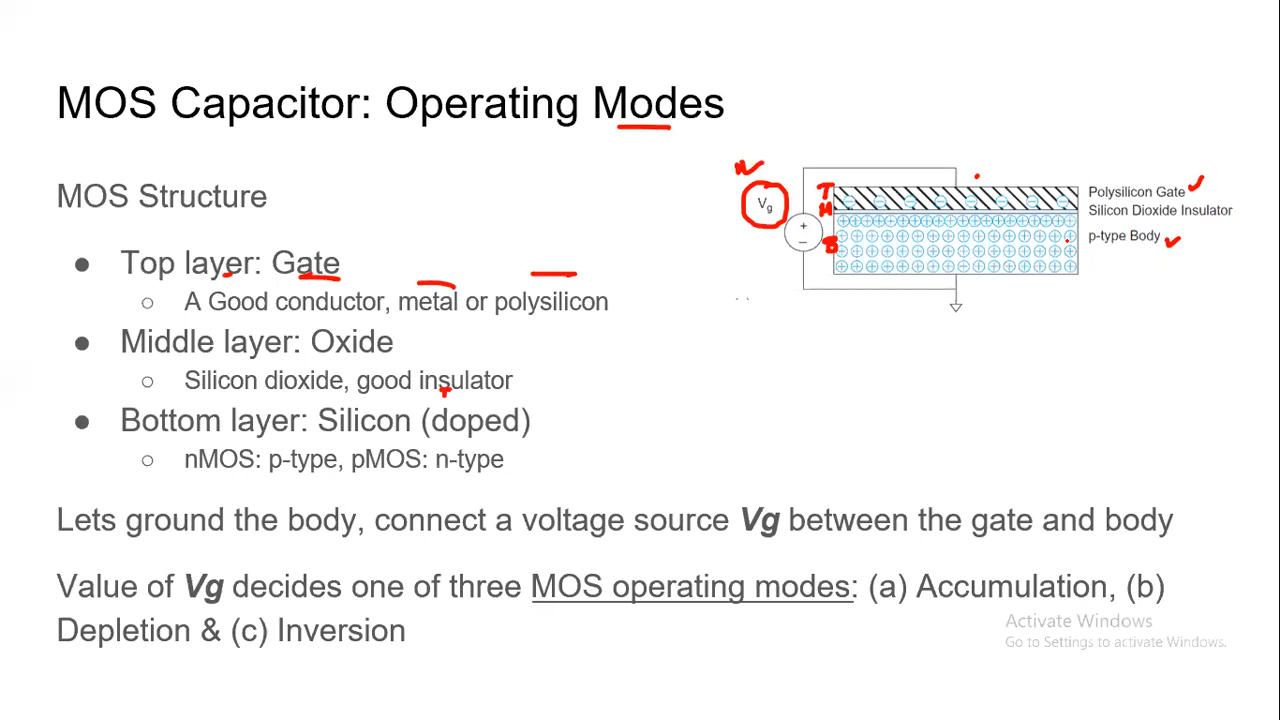 MOS Capacitor: Operating Modes
MOS Structure
● Top layer: Gate
○ A Good conductor, metal or polysilicon
● Middle layer: Oxide
○ Silicon dioxide, good insulator
● Bottom layer: Silicon (doped)
○ nMOS: p-type, pMOS: n-type
Lets ground the body, connect a voltage source Vg between the gate and body
Value of Vg decides one of three MOS operating modes: (a) Accumulation, (b)
Depletion & (c) Inversion
Vg
T
M
B
Polysilicon Gate
Silicon Dioxide Insulator
p-type Body
Activate Windows
Go to Settings to activate Windows.